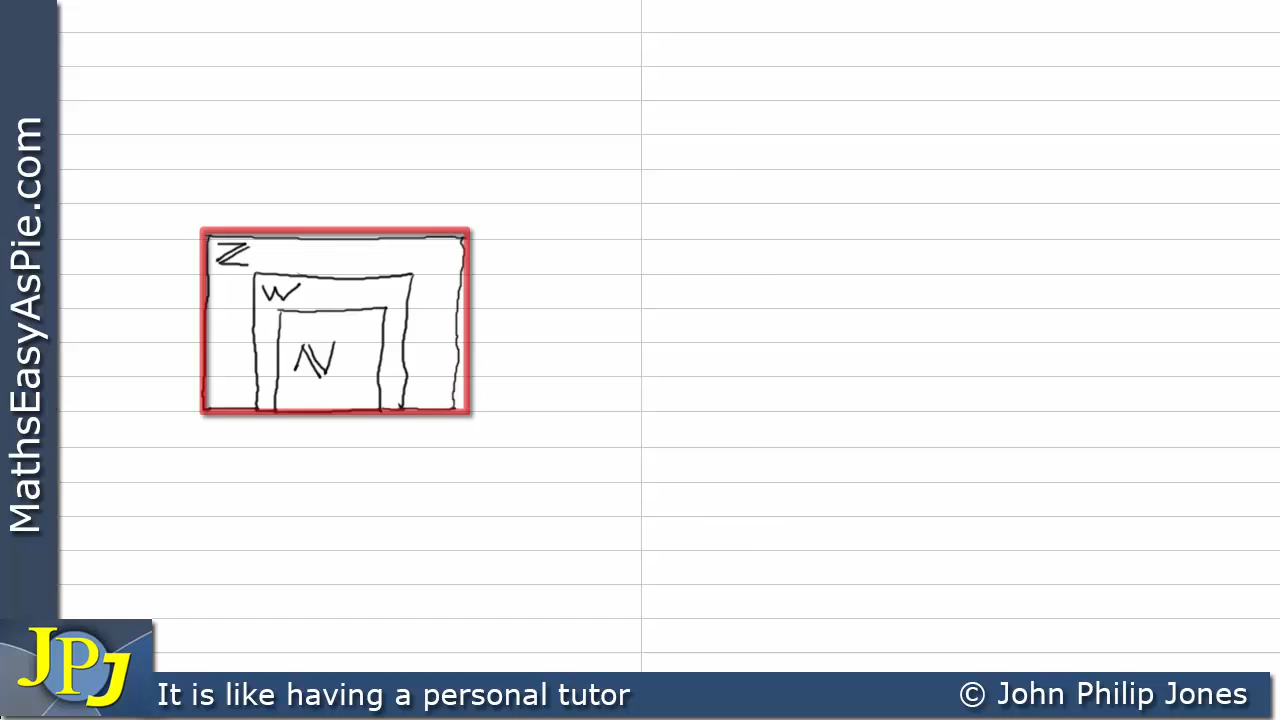 MathsEasyAsPie.com
ℤ
W
ℕ
JPJ
It is like having a personal tutor
© John Philip Jones